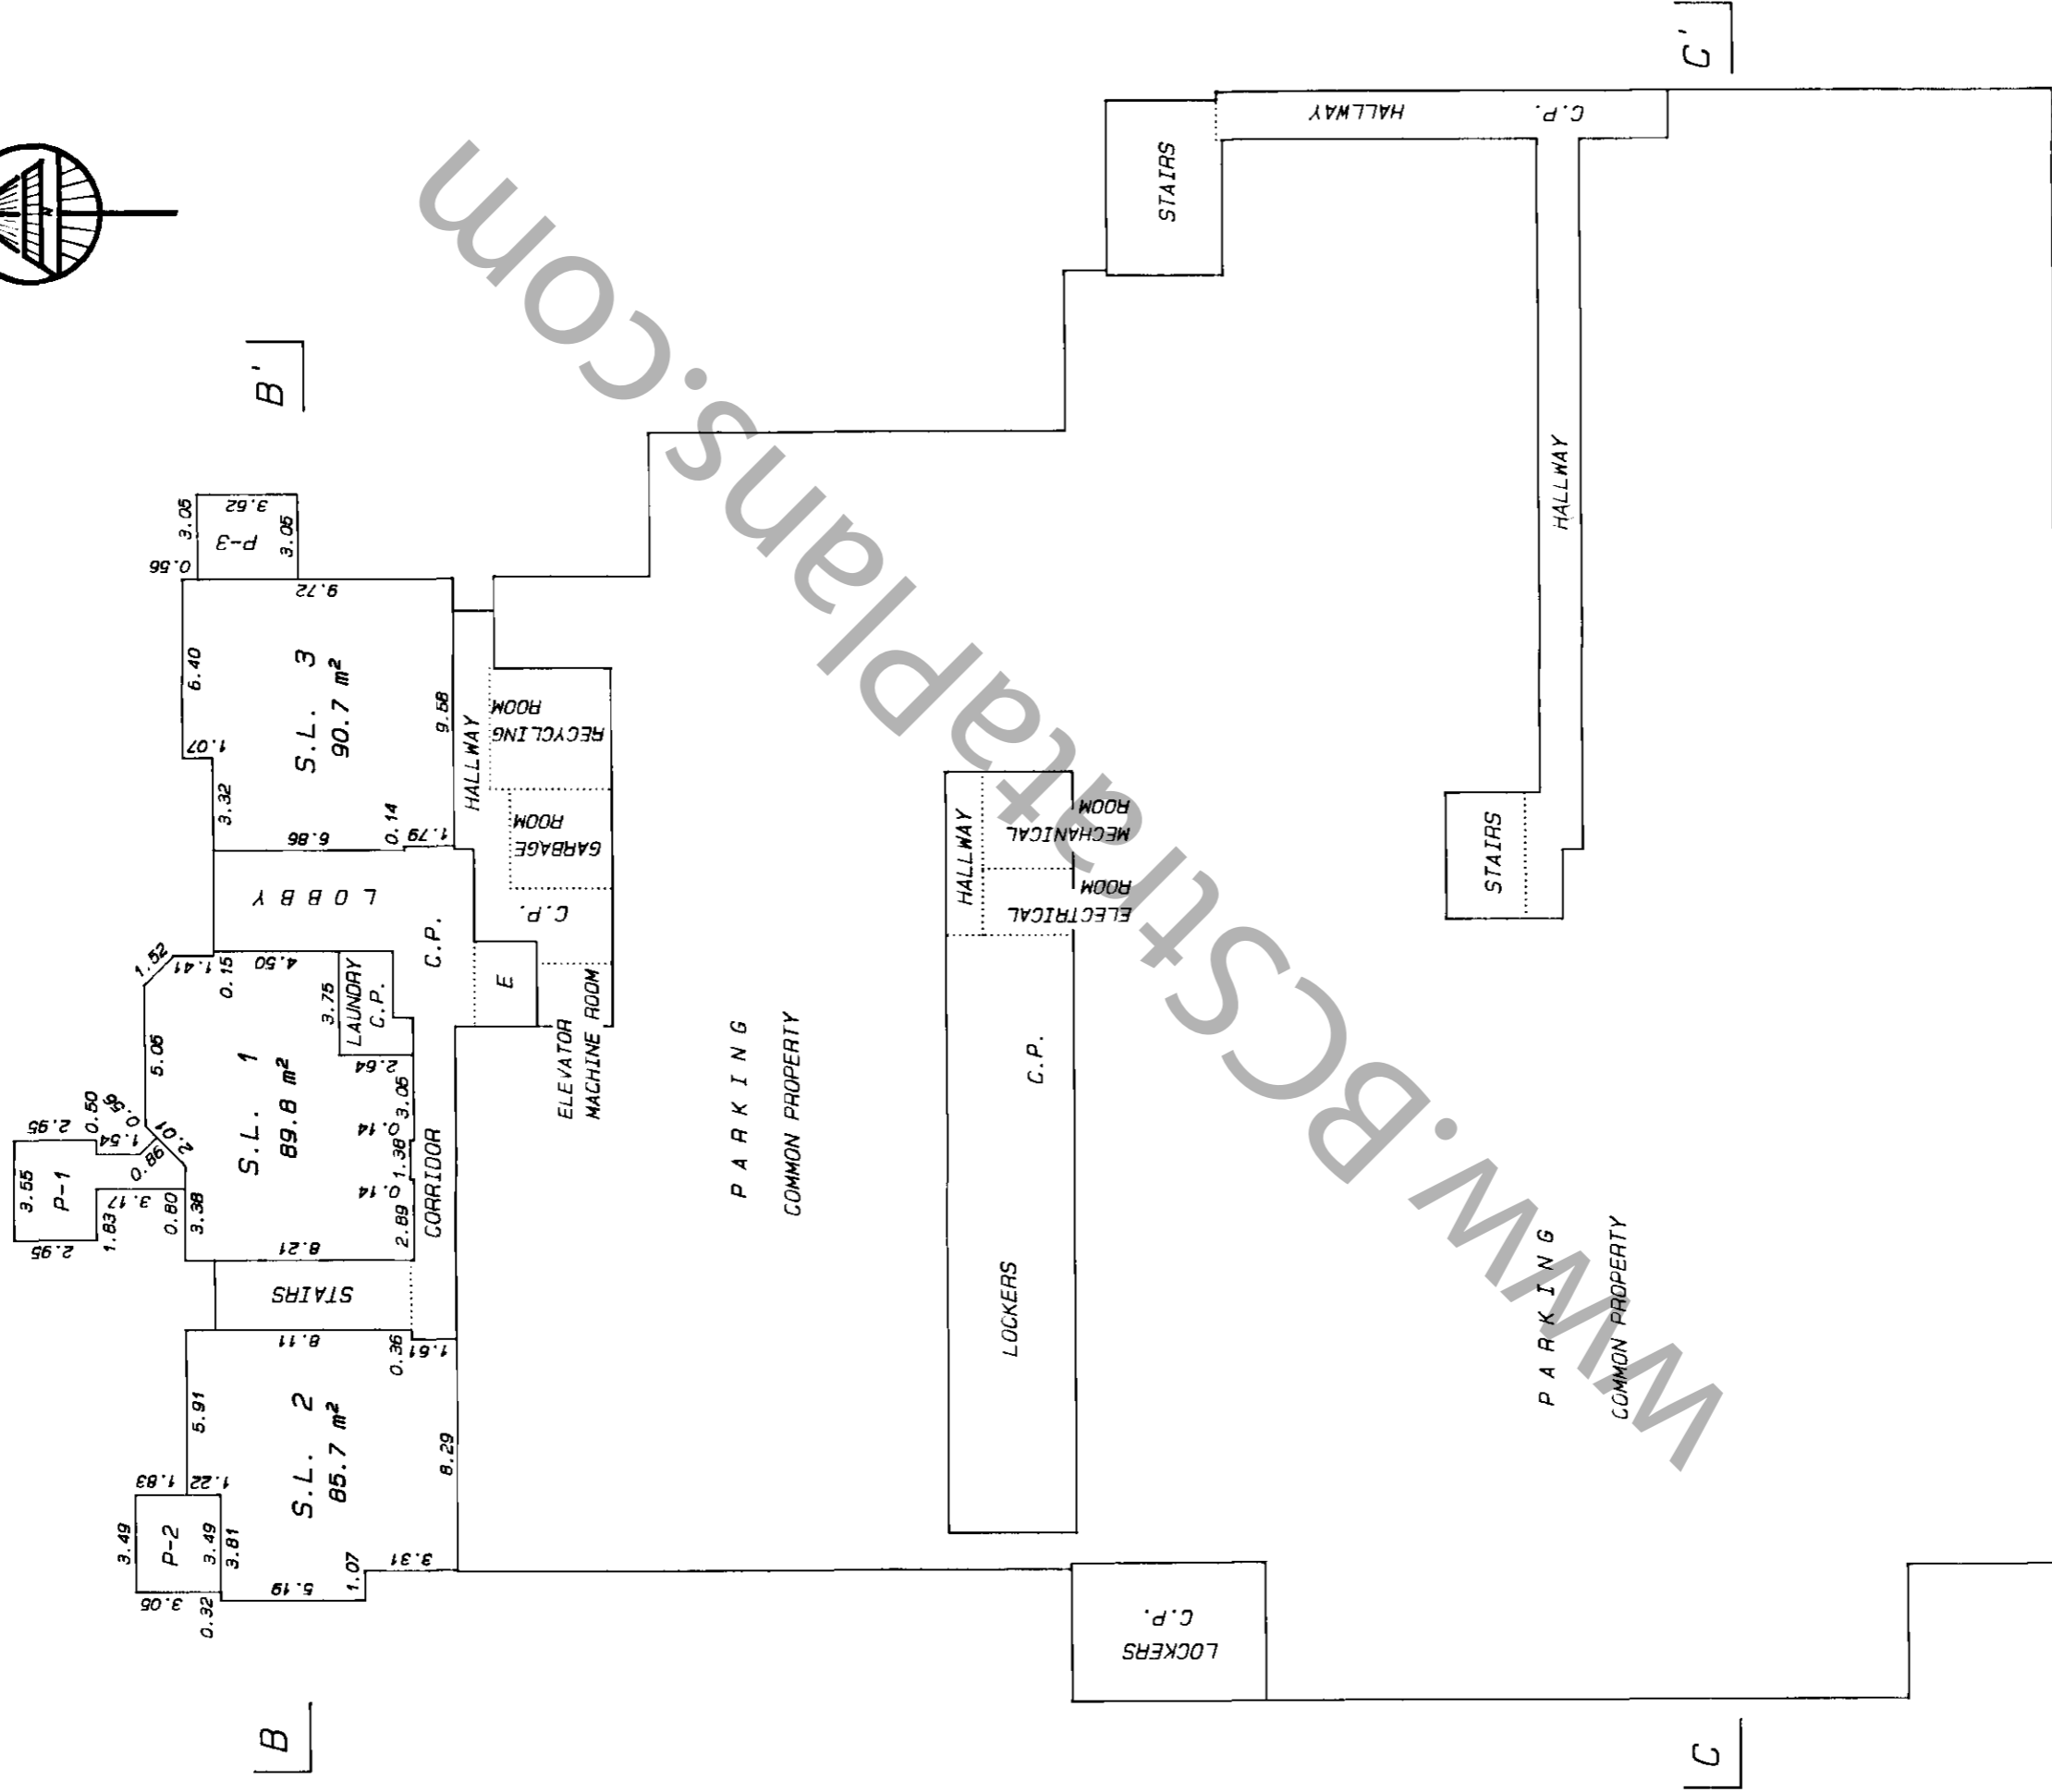 N
B'
C'
3.05
3.62
P-3
3.05
0.56
9.72
6.40
S.L. 3
90.7 m²
1.07
3.32
9.68
6.86
0.14
1.79
HALLWAY
RECYCLING
ROOM
GARBAGE
ROOM
C.P.
LOBBY
C.P.
E
ELEVATOR
MACHINE ROOM
1.52
1.41
0.15
4.50
3.75
LAUNDRY
C.P.
2.64
5.05
S.L. 1
89.8 m²
3.05
0.14
1.38
0.14
2.89
CORRIDOR
2.95
0.50
0.56
1.54
2.01
0.86
3.55
P-1
3.17
0.80
3.38
1.83
2.95
8.21
STAIRS
8.11
0.36
1.61
5.91
S.L. 2
85.7 m²
8.29
1.83
1.22
3.49
P-2
3.49
3.81
3.05
0.32
5.19
1.07
3.31
PARKING
COMMON PROPERTY
HALLWAY
MECHANICAL
ROOM
ELECTRICAL
ROOM
C.P.
LOCKERS
LOCKERS
C.P.
STAIRS
HALLWAY
C.P.
HALLWAY
STAIRS
PARKING
COMMON PROPERTY
B
C
www.BCStrataPlans.com